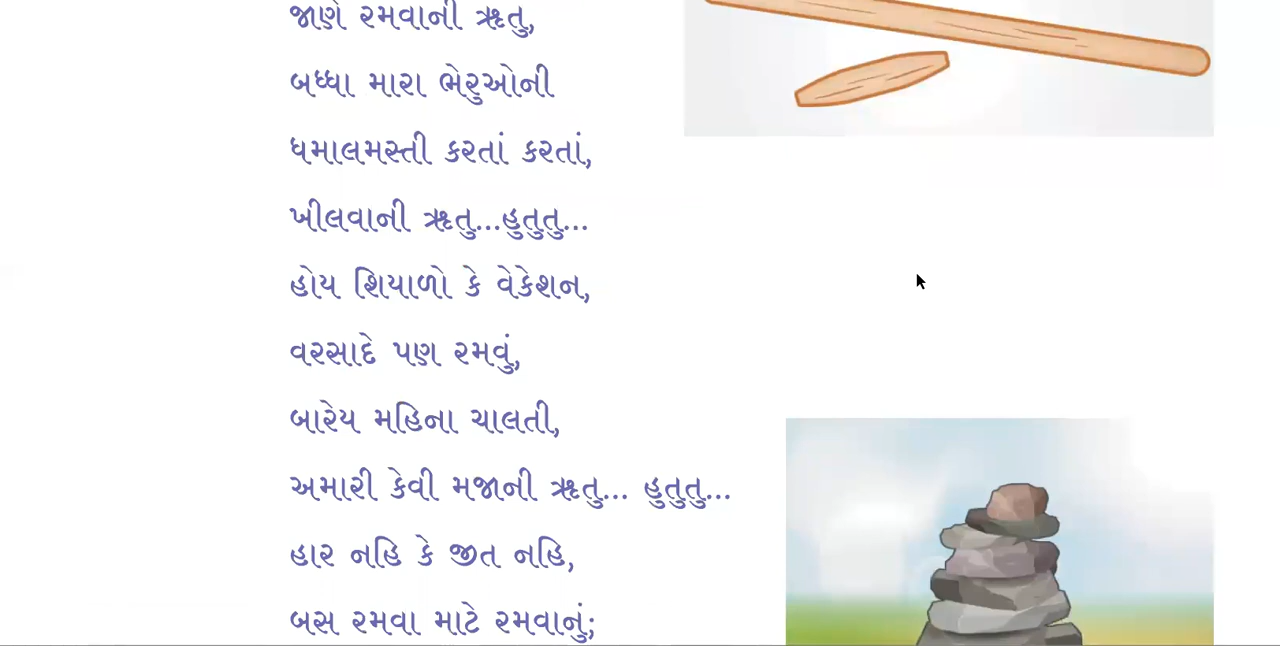 જાણે રમવાની ઋતુ,
બધ્ધા મારા ભેરુઓની
ધમાલમસ્તી કરતાં કરતાં,
ખીલવાની ઋતુ...હુતુતુ...
હોય શિયાળો કે વેકેશન,
વરસાદે પણ રમવું,
બારેય મહિના ચાલતી,
અમારી કેવી મજાની ઋતુ... હુતુતુ...
હાર નહિ કે જીત નહિ,
બસ રમવા માટે રમવાનું;